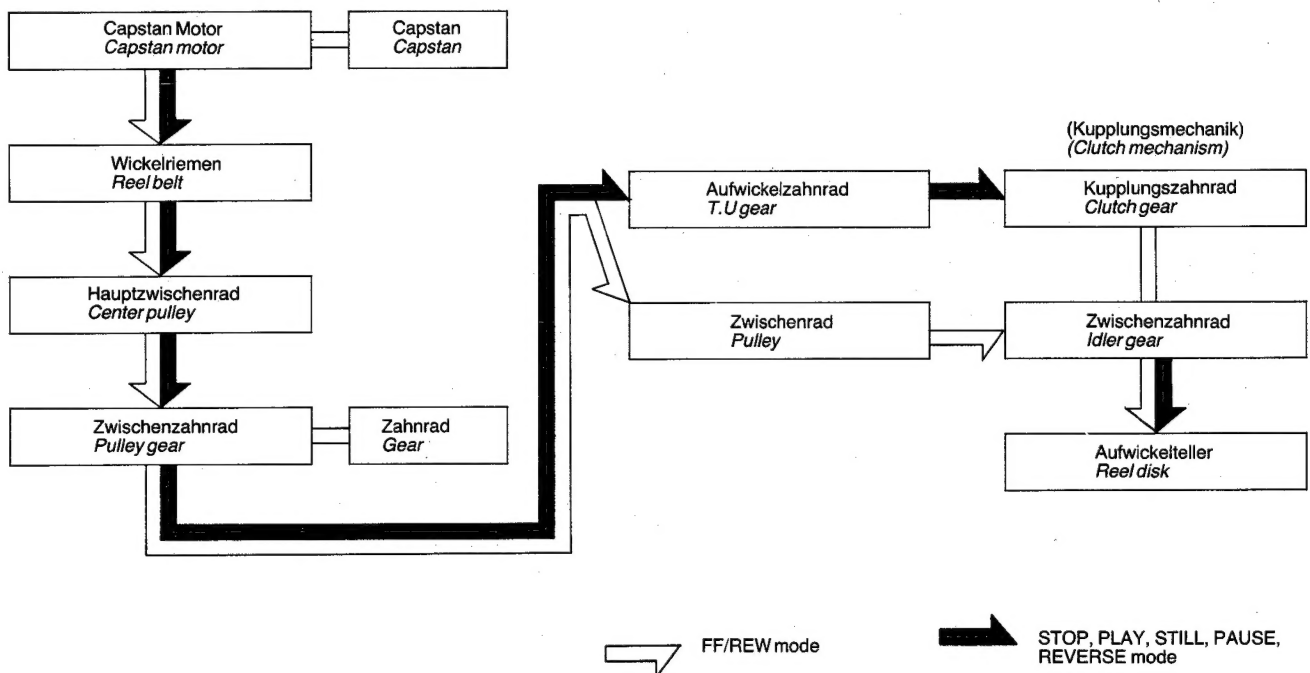 Capstan Motor
Capstan motor
Capstan
Capstan
Wickelriemen
Reel belt
Hauptzwischenrad
Center pulley
Zwischenzahnrad
Pulley gear
Zahnrad
Gear
Aufwickelzahnrad
T.U gear
Zwischenrad
Pulley
(Kupplungsmechanik)
(Clutch mechanism)
Kupplungszahnrad
Clutch gear
Zwischenzahnrad
Idler gear
Aufwickelteller
Reel disk
FF/REW mode
STOP, PLAY, STILL, PAUSE,
REVERSE mode